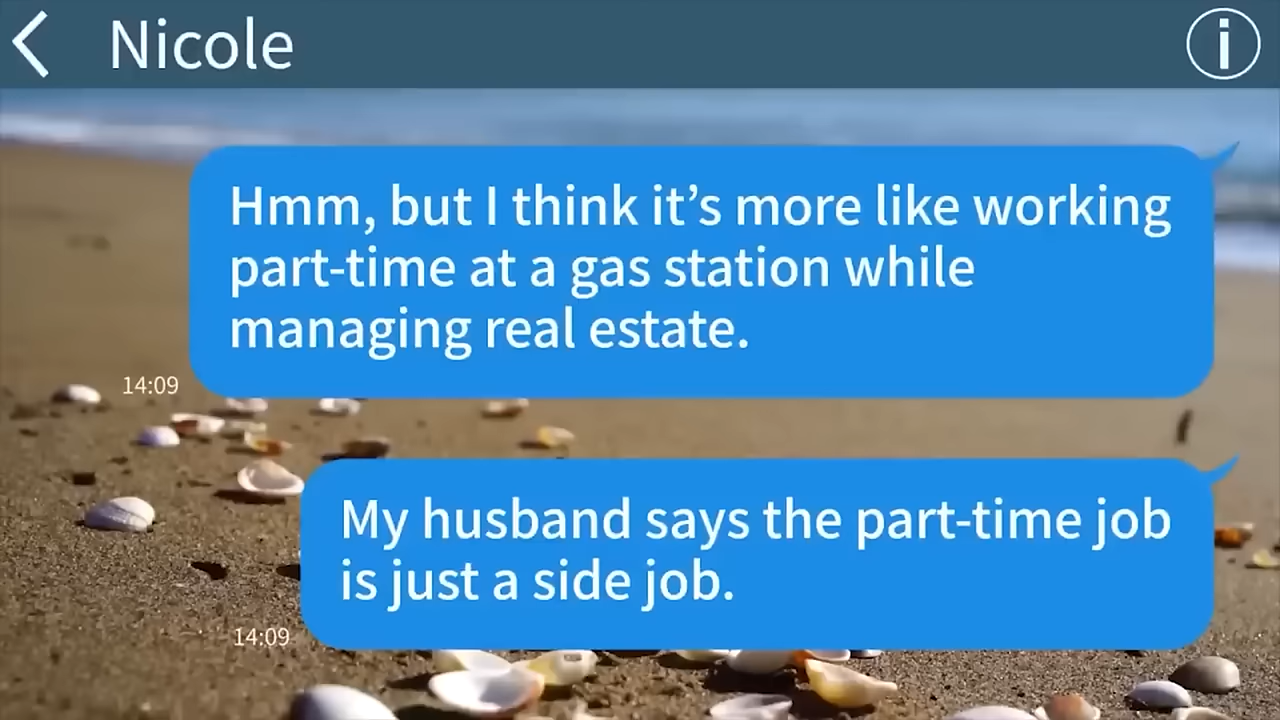 Nicole
Hmm, but I think it’s more like working
part-time at a gas station while
managing real estate.
14:09
My husband says the part-time job
is just a side job.
14:09